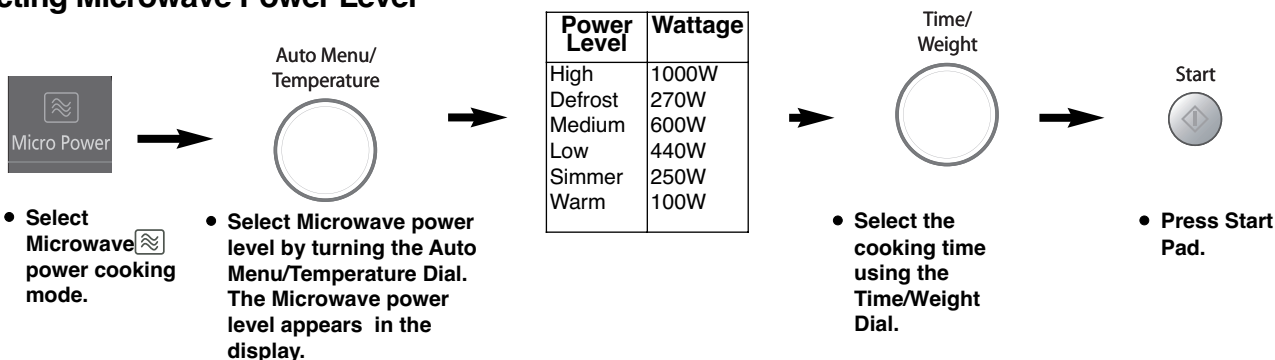 Microwave Power Level
Micro Power
• Select
Microwave
power cooking
mode.
Auto Menu/
Temperature
• Select Microwave power
level by turning the Auto
Menu/Temperature Dial.
The Microwave power
level appears in the
display.
Power Level Wattage
High 1000W
Defrost 270W
Medium 600W
Low 440W
Simmer 250W
Warm 100W
Time/
Weight
• Select the
cooking time
using the
Time/Weight
Dial.
Start
• Press Start
Pad.